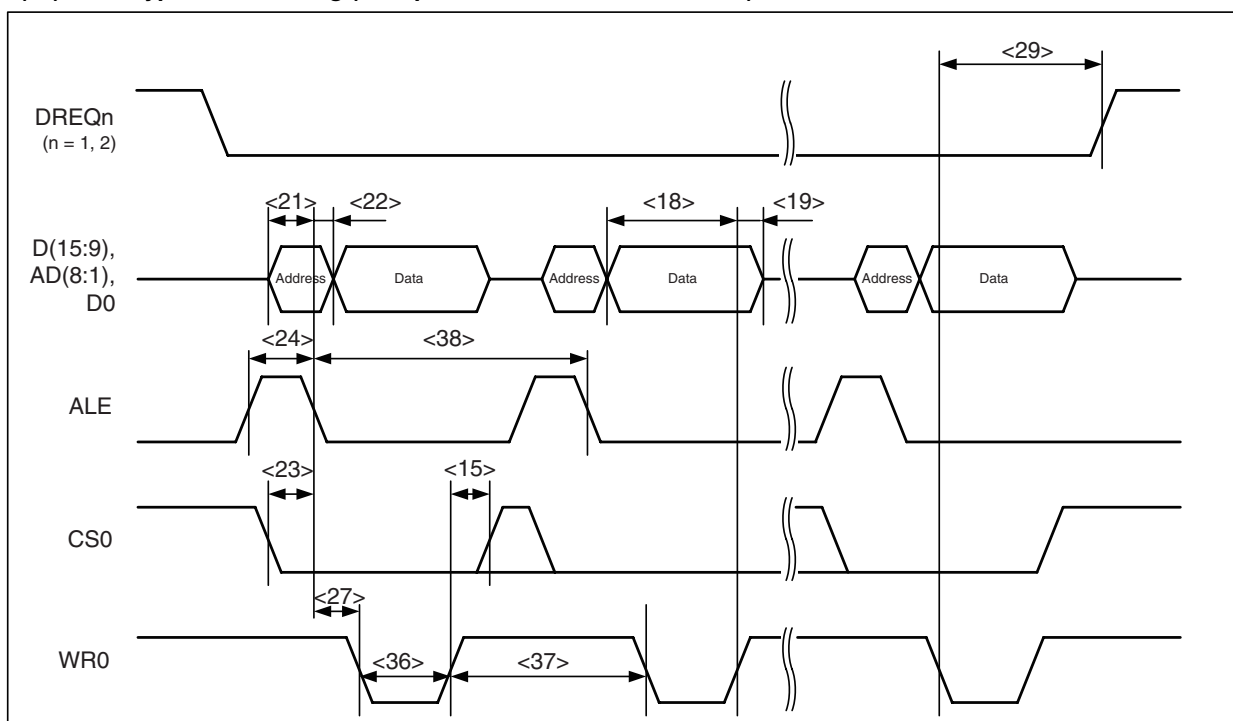 <29>
DREQn
(n = 1, 2)
<21>
<22>
<18>
<19>
D(15:9),
AD(8:1),
D0
Address
Data
Address
Data
Address
Data
<24>
<38>
ALE
<23>
<15>
CS0
<27>
WR0
<36>
<37>